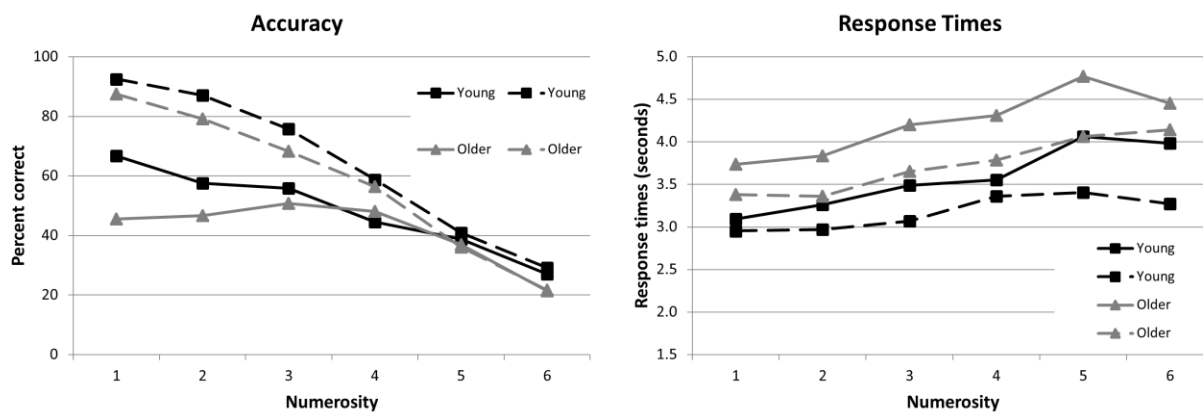 Accuracy
Percent correct
100
80
60
40
20
0
Young Young
Older Older
1 2 3 4 5 6
Numerosity
Response Times
Response times (seconds)
5.0
4.5
4.0
3.5
3.0
2.5
2.0
1.5
Young
Young
Older
Older
1 2 3 4 5 6
Numerosity